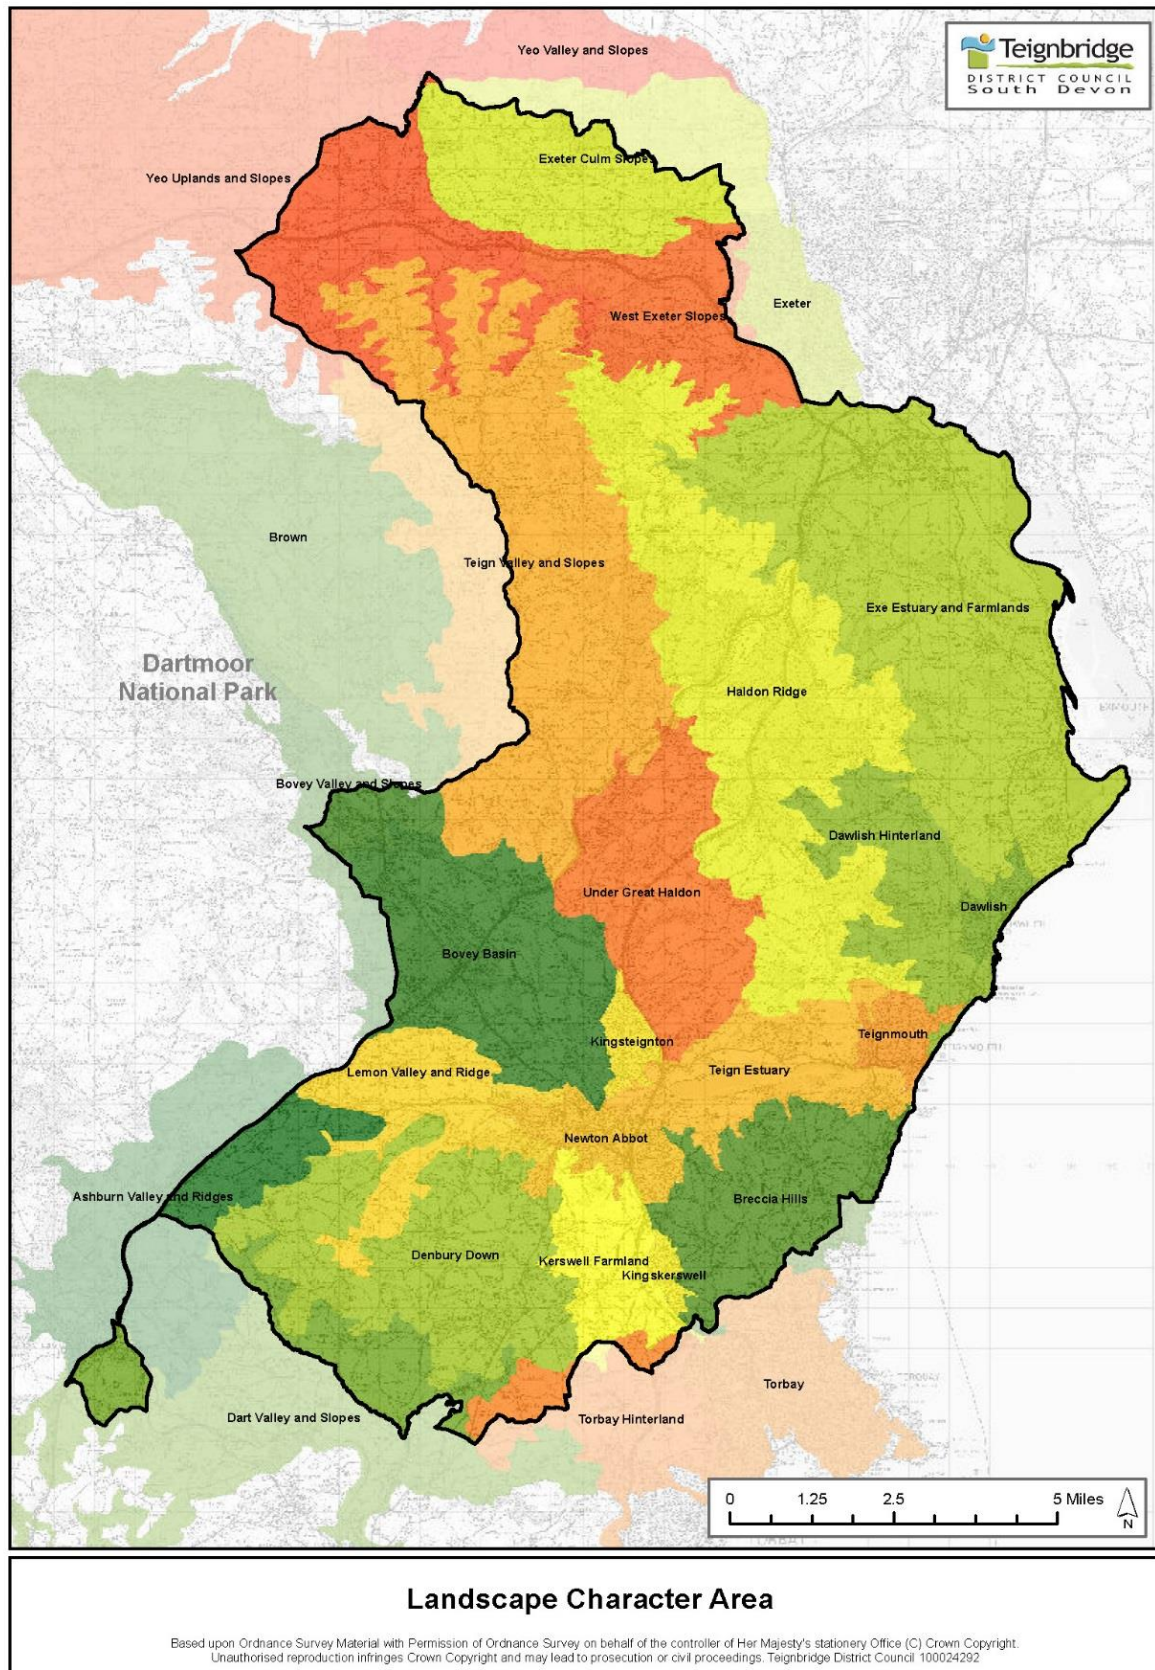 Yeo Valley and Slopes
Teignbridge
DISTRICT COUNCIL
South Devon
Exeter Culm Slopes
Yeo Uplands and Slopes
Exeter
West Exeter Slopes
Brown
Teign Valley and Slopes
Exe Estuary and Farmlands
Dartmoor
National Park
Haldon Ridge
Bovey Valley and Slopes
Dawlish Hinterland
Under Great Haldon
Dawlish
Bovey Basin
Teignmouth
Kingsteignton
Lemon Valley and Ridge
Teign Estuary
Newton Abbot
Ashburn Valley and Ridges
Breccia Hills
Denbury Down
Kerswell Farmland
Kingskerswell
Torbay
Dart Valley and Slopes
Torbay Hinterland
0 1.25 2.5 5 Miles
N
Landscape Character Area
Based upon Ordnance Survey Material with Permission of Ordnance Survey on behalf of the controller of Her Majesty's stationery Office (C) Crown Copyright.
Unauthorised reproduction infringes Crown Copyright and may lead to prosecution or civil proceedings. Teignbridge District Council 100024292